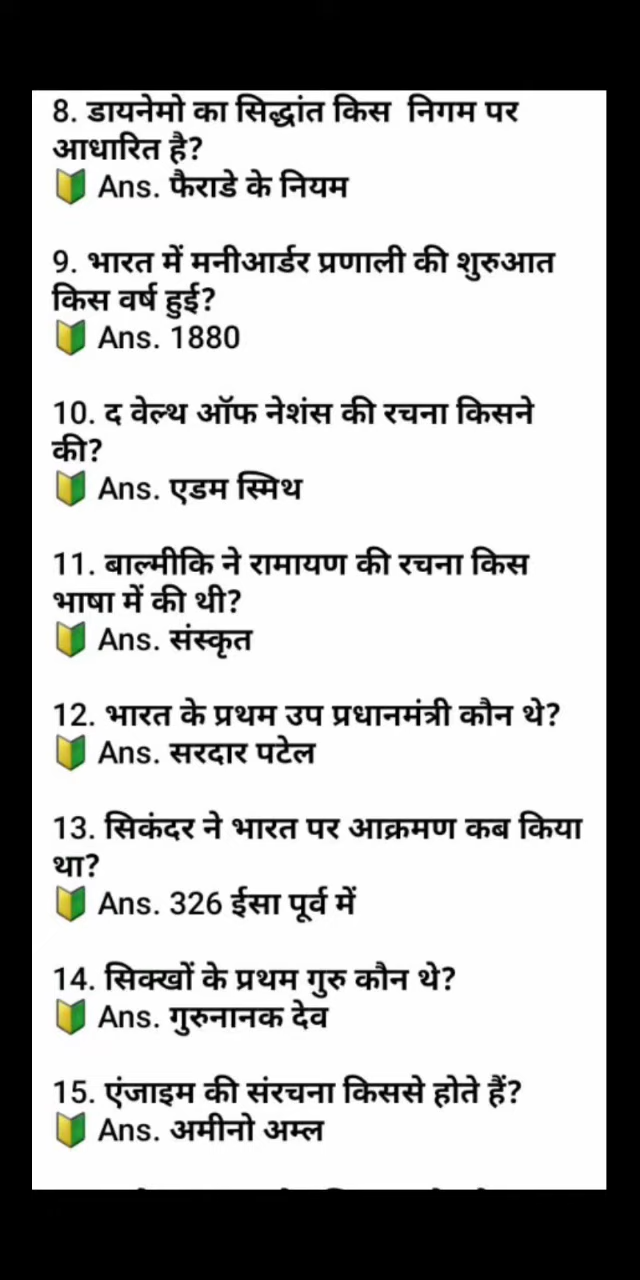 8. डायनेमो का सिद्धांत किस निगम पर
आधारित है?
🔰 Ans. फैराडे के नियम
9. भारत में मनीआर्डर प्रणाली की शुरुआत
किस वर्ष हुई?
🔰 Ans. 1880
10. द वेल्थ ऑफ नेशंस की रचना किसने
की?
🔰 Ans. एडम स्मिथ
11. बाल्मीकि ने रामायण की रचना किस
भाषा में की थी?
🔰 Ans. संस्कृत
12. भारत के प्रथम उप प्रधानमंत्री कौन थे?
🔰 Ans. सरदार पटेल
13. सिकंदर ने भारत पर आक्रमण कब किया
था?
🔰 Ans. 326 ईसा पूर्व में
14. सिक्खों के प्रथम गुरु कौन थे?
🔰 Ans. गुरुनानक देव
15. एंजाइम की संरचना किससे होते हैं?
🔰 Ans. अमीनो अम्ल